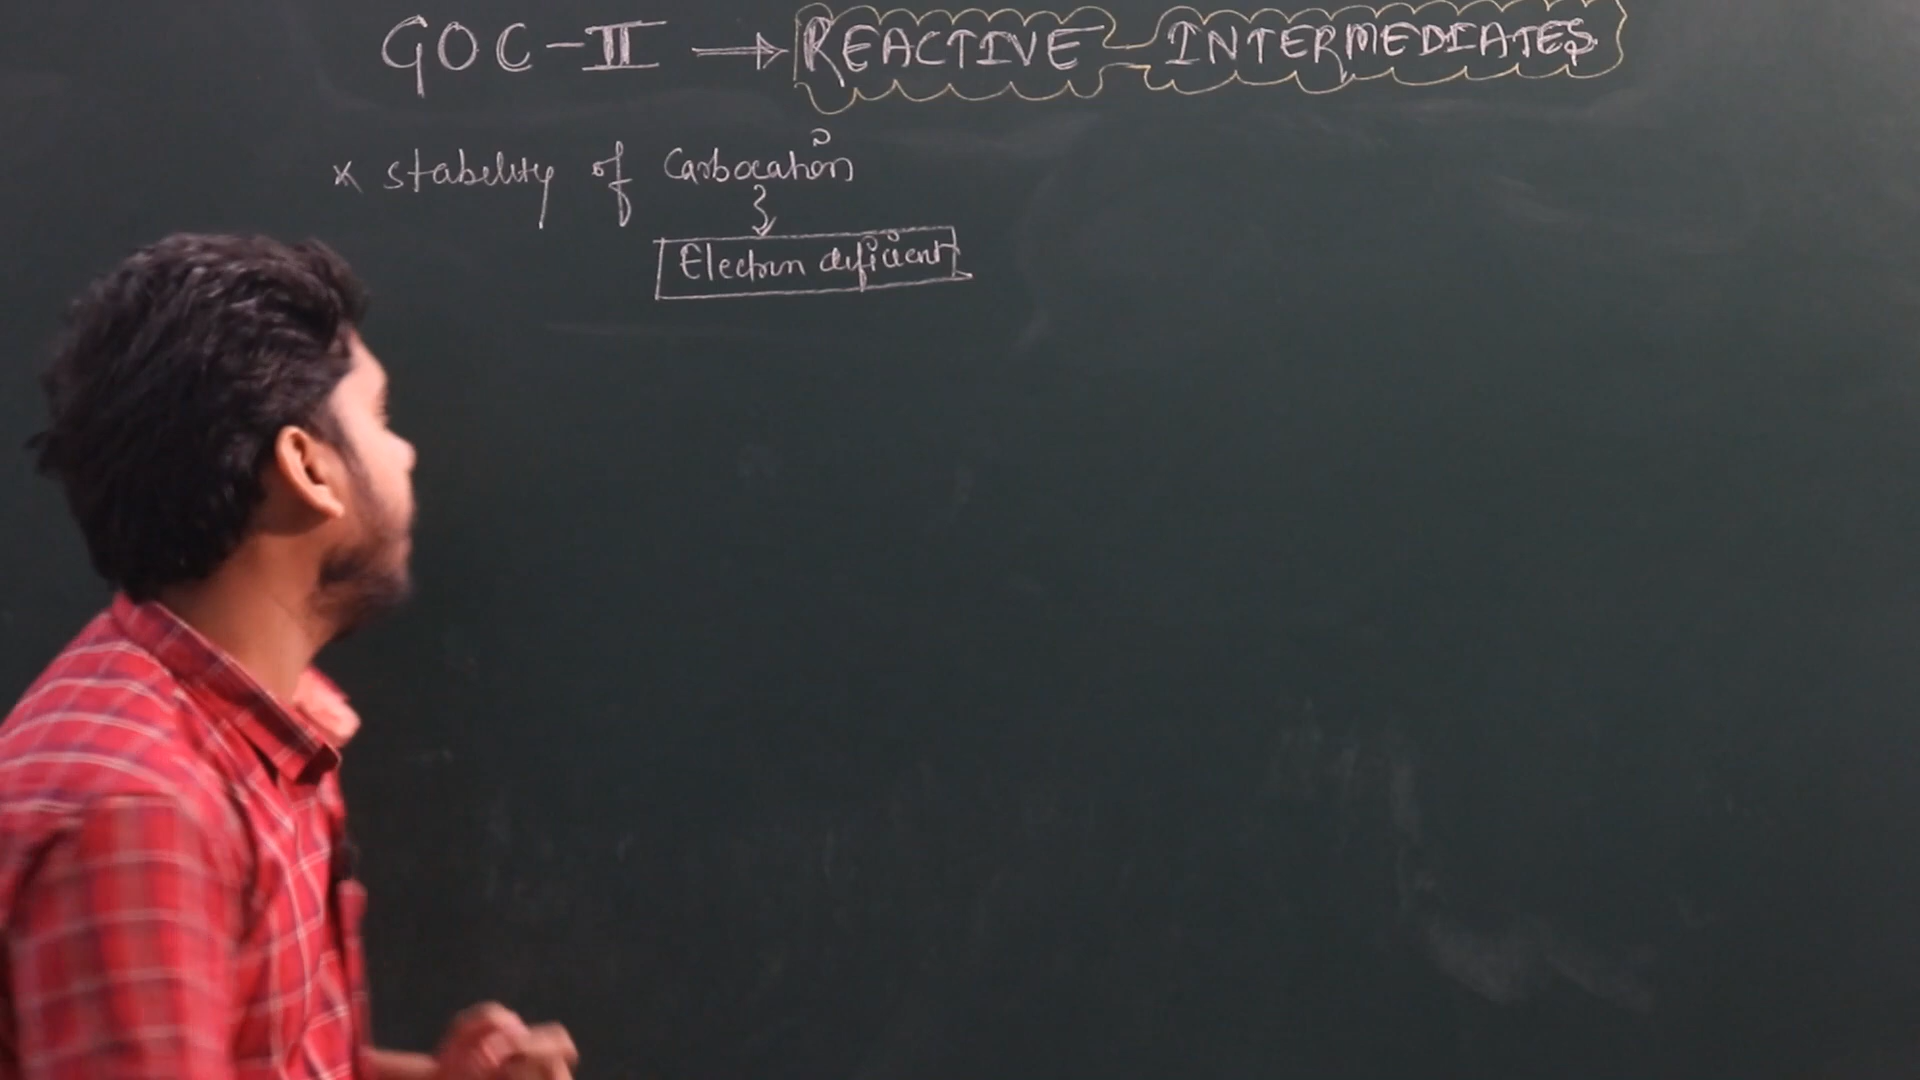 GOC-II → REACTIVE INTERMEDIATES
x stability of Carbocation
Electron deficient